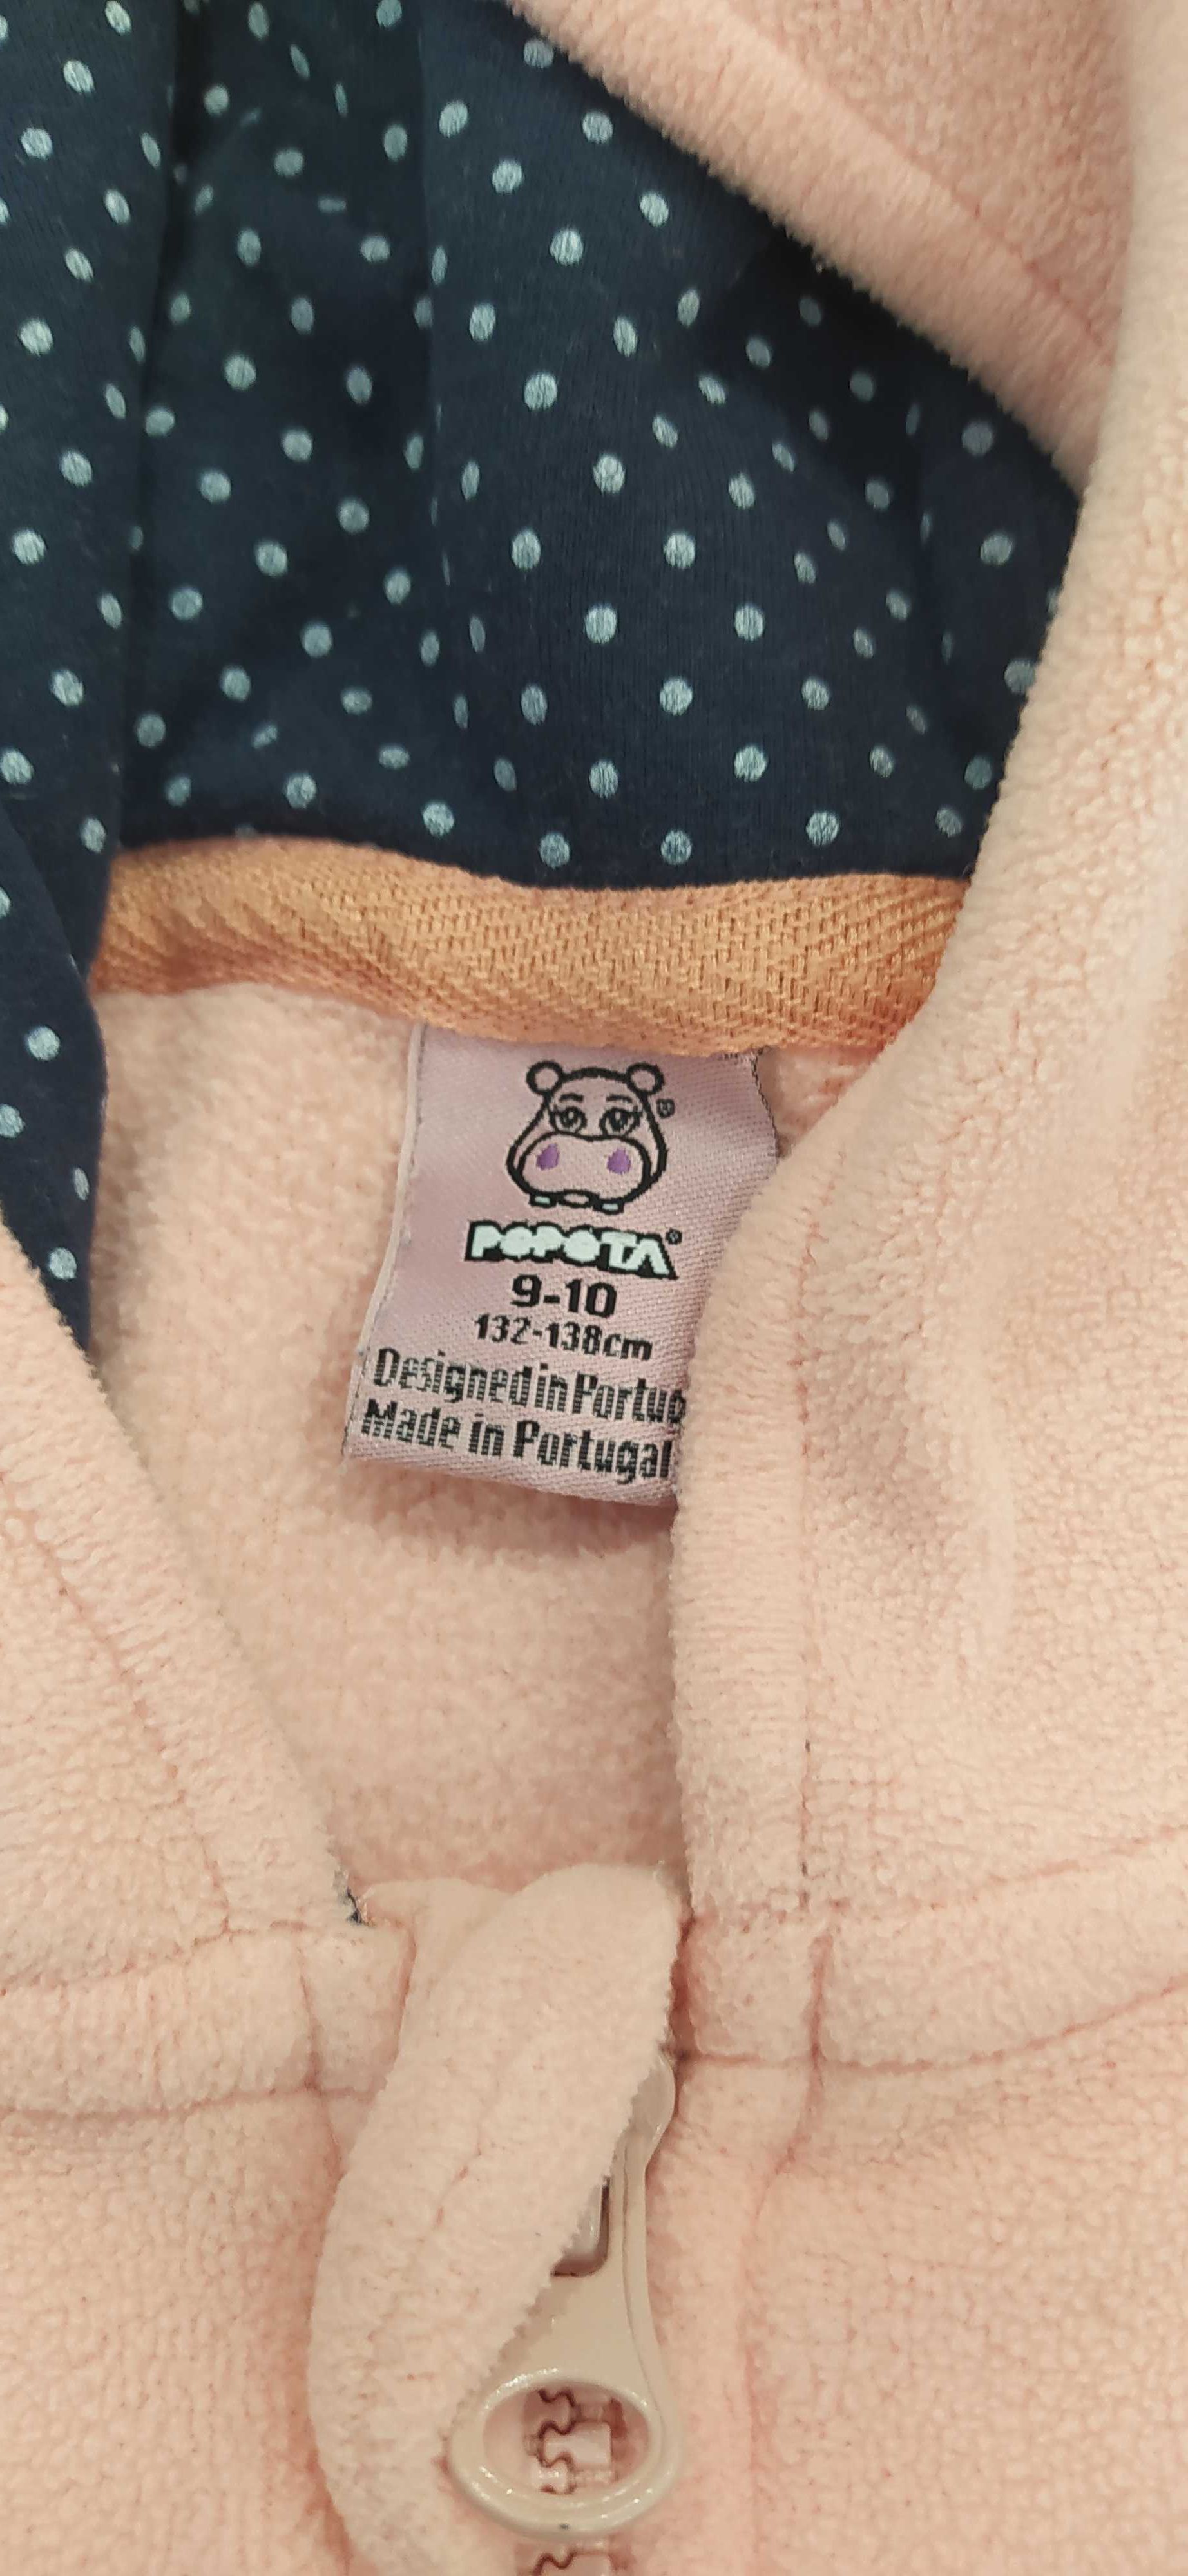 POPOTA®
9-10
132-138cm
Designed in Portug
Made in Portugal